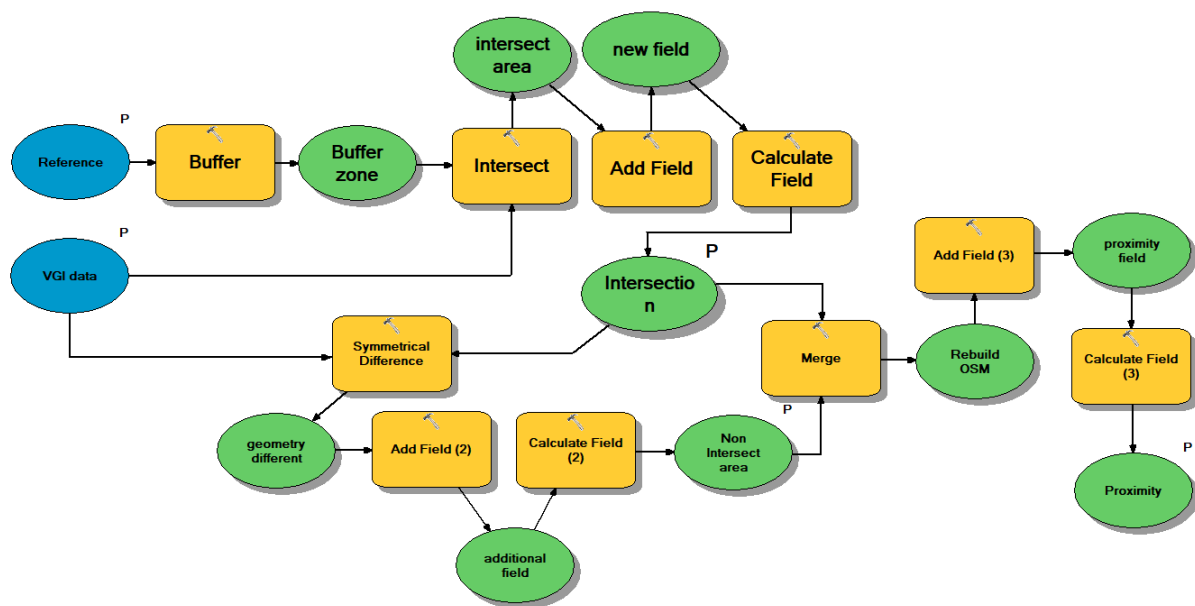 intersect
area
new field
P
Reference
Buffer
Buffer
zone
Intersect
Add Field
Calculate
Field
P
VGI data
P
Intersectio
n
Add Field (3)
proximity
field
Symmetrical
Difference
Merge
Rebuild
OSM
Calculate Field
(3)
P
geometry
different
Add Field (2)
Calculate Field
(2)
Non
Intersect
area
P
Proximity
additional
field